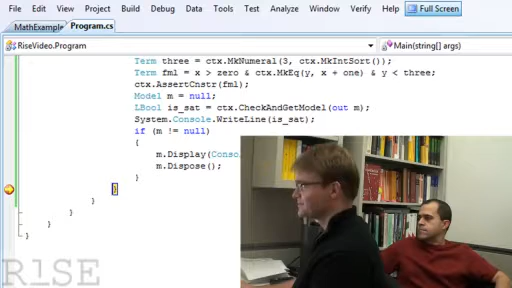 File Edit View Project Build Debug Data Tools Test Analyze Window Verify Help Full Screen
MathExample Program.cs
RiseVideo.Program Main(string[] args)
Term three = ctx.MkNumeral(3, ctx.MkIntSort());
Term fml = x > zero & ctx.MkEq(y, x + one) & y < three;
ctx.AssertCnstr(fml);
Model m = null;
LBool is_sat = ctx.CheckAndGetModel(out m);
System.Console.WriteLine(is_sat);
if (m != null)
{
m.Display(Conso
m.Dispose();
}
}
}
}
}
}
RiSE